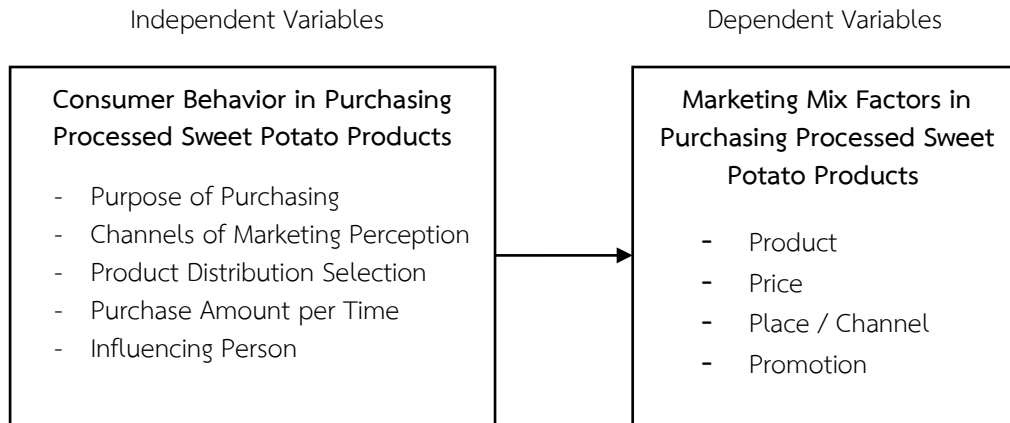 Independent Variables
Dependent Variables
Consumer Behavior in Purchasing
Processed Sweet Potato Products
- Purpose of Purchasing
- Channels of Marketing Perception
- Product Distribution Selection
- Purchase Amount per Time
- Influencing Person
Marketing Mix Factors in
Purchasing Processed Sweet
Potato Products
- Product
- Price
- Place / Channel
- Promotion